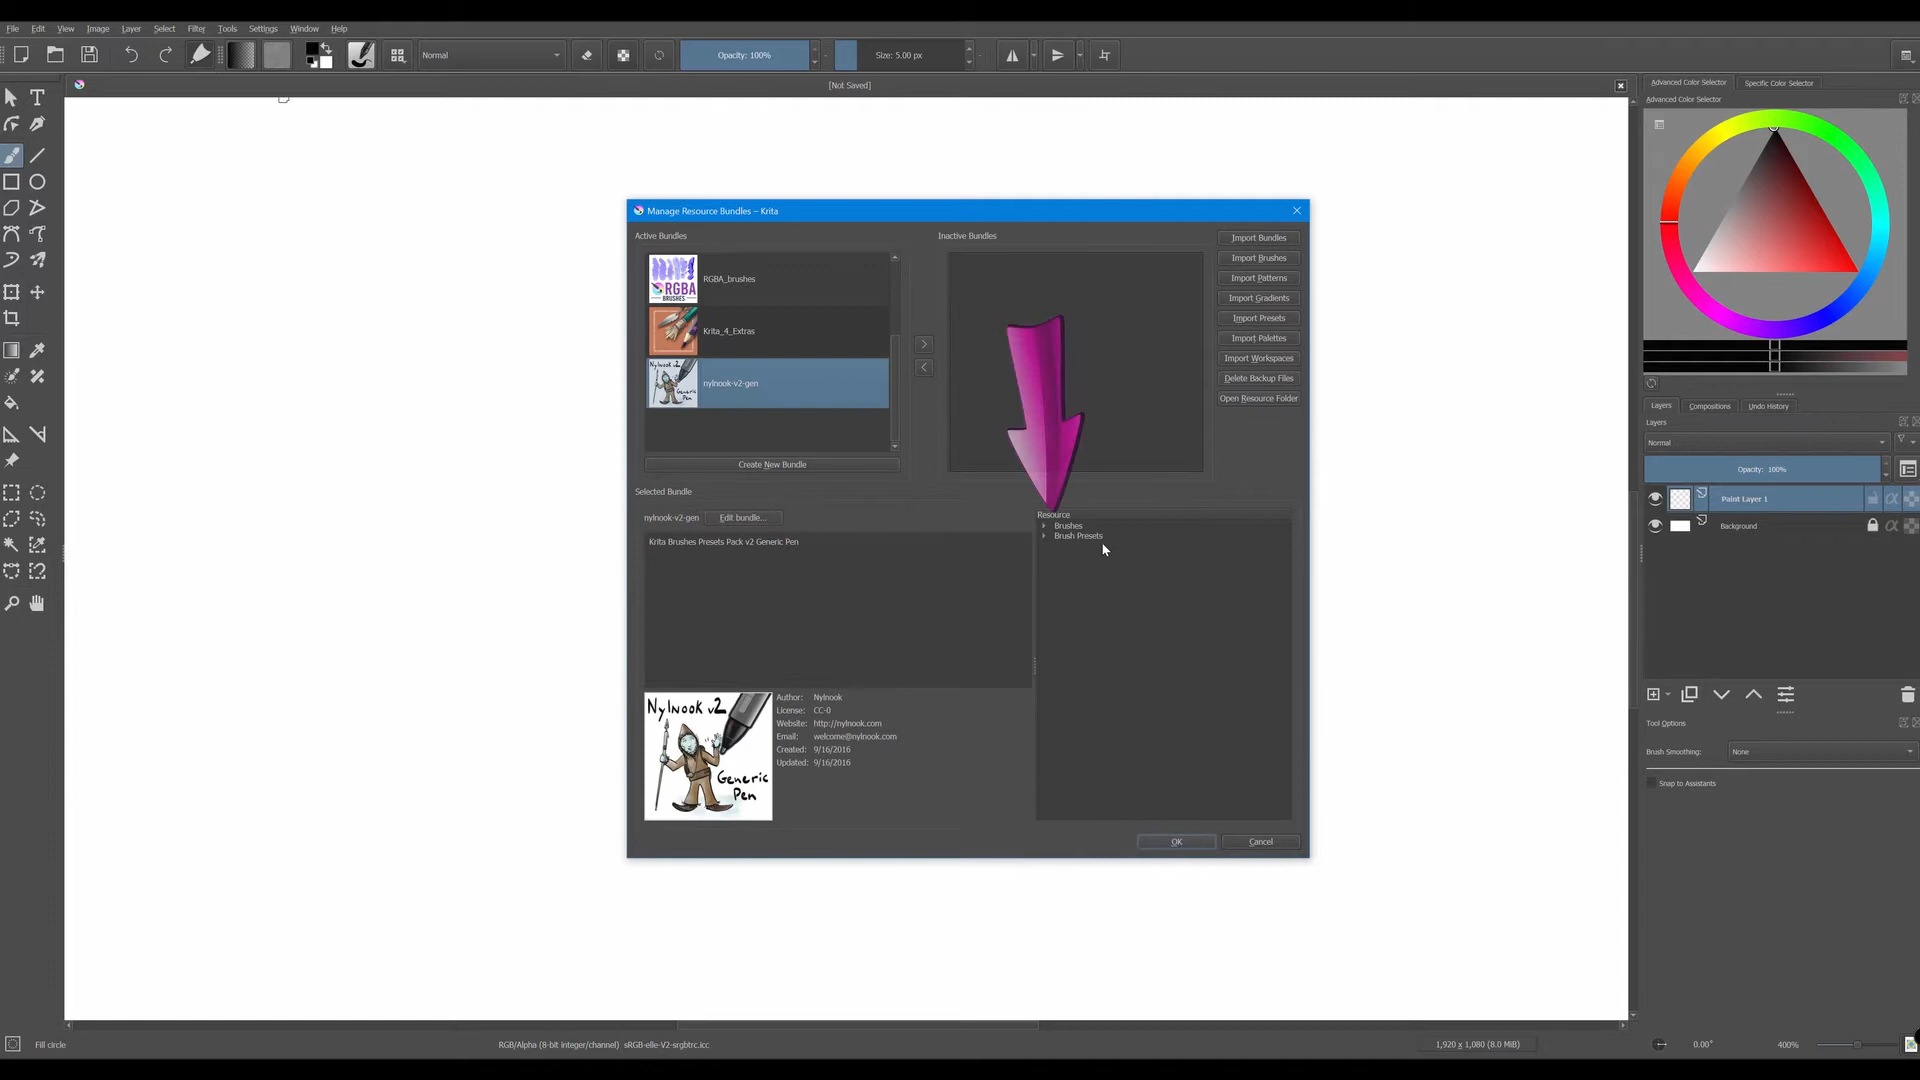 File Edit View Image Layer Select Filter Tools Settings Window Help
Normal Opacity: 100% Size: 5.00 px
[Not Saved]
Advanced Color Selector Specific Color Selector
Advanced Color Selector
Manage Resource Bundles – Krita
Active Bundles
Inactive Bundles
RGBA BRUSHES
RGBA_brushes
Krita_4_Extras
Nylnook v2
Generic Pen
nylnook-v2-gen
Create New Bundle
Import Bundles
Import Brushes
Import Patterns
Import Gradients
Import Presets
Import Palettes
Import Workspaces
Delete Backup Files
Open Resource Folder
Selected Bundle
nylnook-v2-gen Edit bundle...
Krita Brushes Presets Pack v2 Generic Pen
Resource
Brushes
Brush Presets
Nylnook v2
Generic
Pen
Author: Nylnook
License: CC-0
Website: http://nylnook.com
Email: welcome@nylnook.com
Created: 9/16/2016
Updated: 9/16/2016
OK Cancel
Layers Compositions Undo History
Layers
Normal
Opacity: 100%
Paint Layer 1
Background
Tool Options
Brush Smoothing: None
Snap to Assistants
Fill circle
RGB/Alpha (8-bit integer/channel) sRGB-elle-V2-srgbtrc.icc
1,920 x 1,080 (8.0 MiB)
0.00°
400%